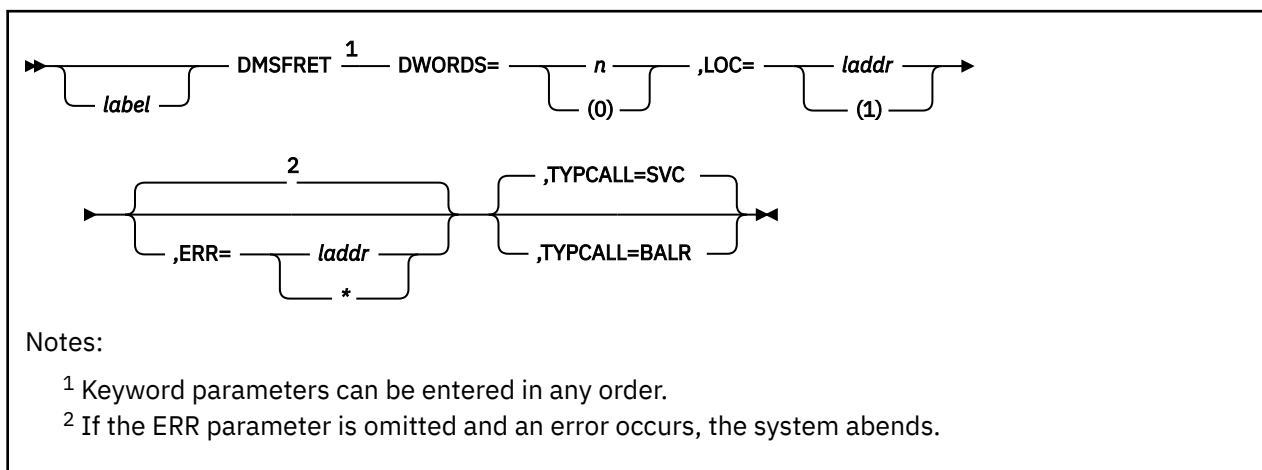 1
DMSFRET DWORDS= n ,LOC= laddr
label (0) (1)
2
,TYPCALL=SVC
,ERR= laddr ,TYPCALL=BALR
*
Notes:
1 Keyword parameters can be entered in any order.
2 If the ERR parameter is omitted and an error occurs, the system abends.